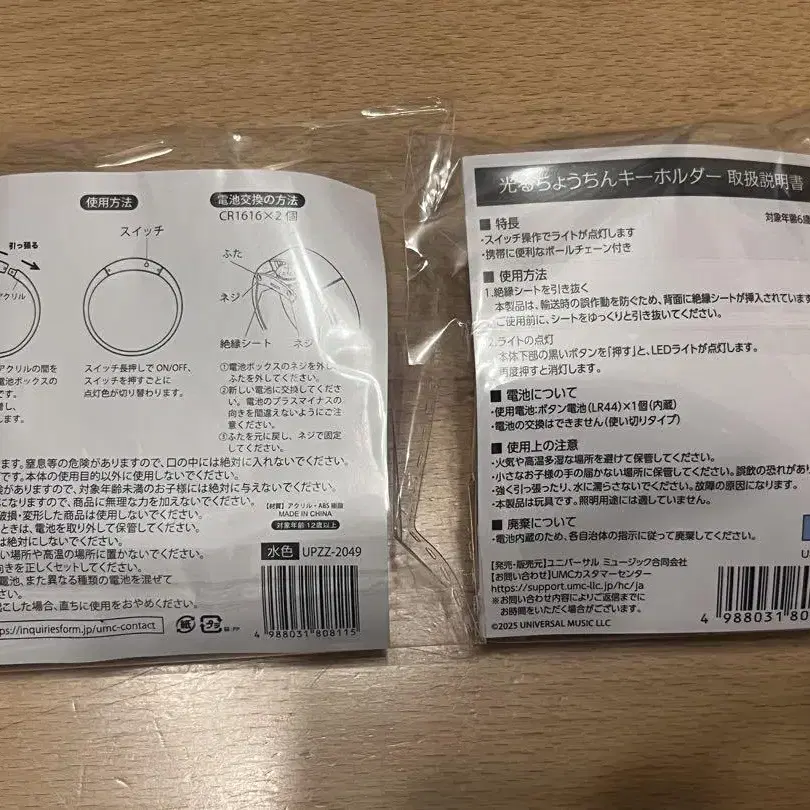 使用方法
電池交換の方法
CR1616×2個
スイッチ
引っ張る
アクリル
ふた
ネジ
絶縁シート
ネジ
アクリルの間を
電池ボックスの
です。
スイッチ長押しで ON/OFF、
スイッチを押すごとに
点灯色が切り替わります。
①電池ボックスのネジを外し、
ふたを外してください。
②新しい電池に交換してくださ
い。電池のプラスマイナスの
向きを間違えないようにご注
意ください。
③ふたを元に戻し、ネジで固定
してください。
ます。窒息等の危険がありますので、口の中には絶対に入れないでください。
です。本体の使用目的以外に使用しないでください。
がありますので、対象年齢未満のお子様には絶対に与えないでください。
になりますので、商品に無理な力を加えないでください。
破損・変形した商品は使用しないでください。
ときは、電池を取り外して保管してください。
は絶対にしないでください。
い場所や高温の場所に置かないでください。
の向きを正しくセットしてください。
電池、また異なる種類の電池を混ぜて
ください。
起こした場合、直ちに使用をおやめください。
【材質】アクリル・ABS樹脂
MADE IN CHINA
対象年齢12歳以上
水色 UPZZ-2049
ps://inquiriesform.jp/umc-contact
紙 プラ
4 988031 808115
光るちょうちんキーホルダー 取扱説明書
対象年齢6歳
■ 特長
・スイッチ操作でライトが点灯します
・携帯に便利なボールチェーン付き
■ 使用方法
1.絶縁シートを引き抜く
本製品は、輸送時の誤作動を防ぐため、背面に絶縁シートが挿入されています
ご使用前に、シートをゆっくりと引き抜いてください。
2.ライトの点灯
本体下部の黒いボタンを「押す」と、LEDライトが点灯します。
再度押すと消灯します。
■ 電池について
・使用電池:ボタン電池(LR44)×1個(内蔵)
・電池の交換はできません(使い切りタイプ)
■ 使用上の注意
・火気や高温多湿な場所を避けて保管してください。
・小さなお子様の手の届かない場所に保管してください。誤飲の恐れがあり
・強く引っ張ったり、水に濡らさないでください。故障の原因になります。
・本製品は玩具です。照明用途には適していません。
■ 廃棄について
・電池内蔵のため、各自治体の指示に従って廃棄してください。
【発売・販売元】ユニバーサル ミュージック合同会社
【お問い合わせ】UMCカスタマーセンター
https://support.umc-llc.jp/hc/ja
※お問い合わせ内容によりご返信までに
お時間をいただく場合がございます。
©2025 UNIVERSAL MUSIC LLC
4 988031 80